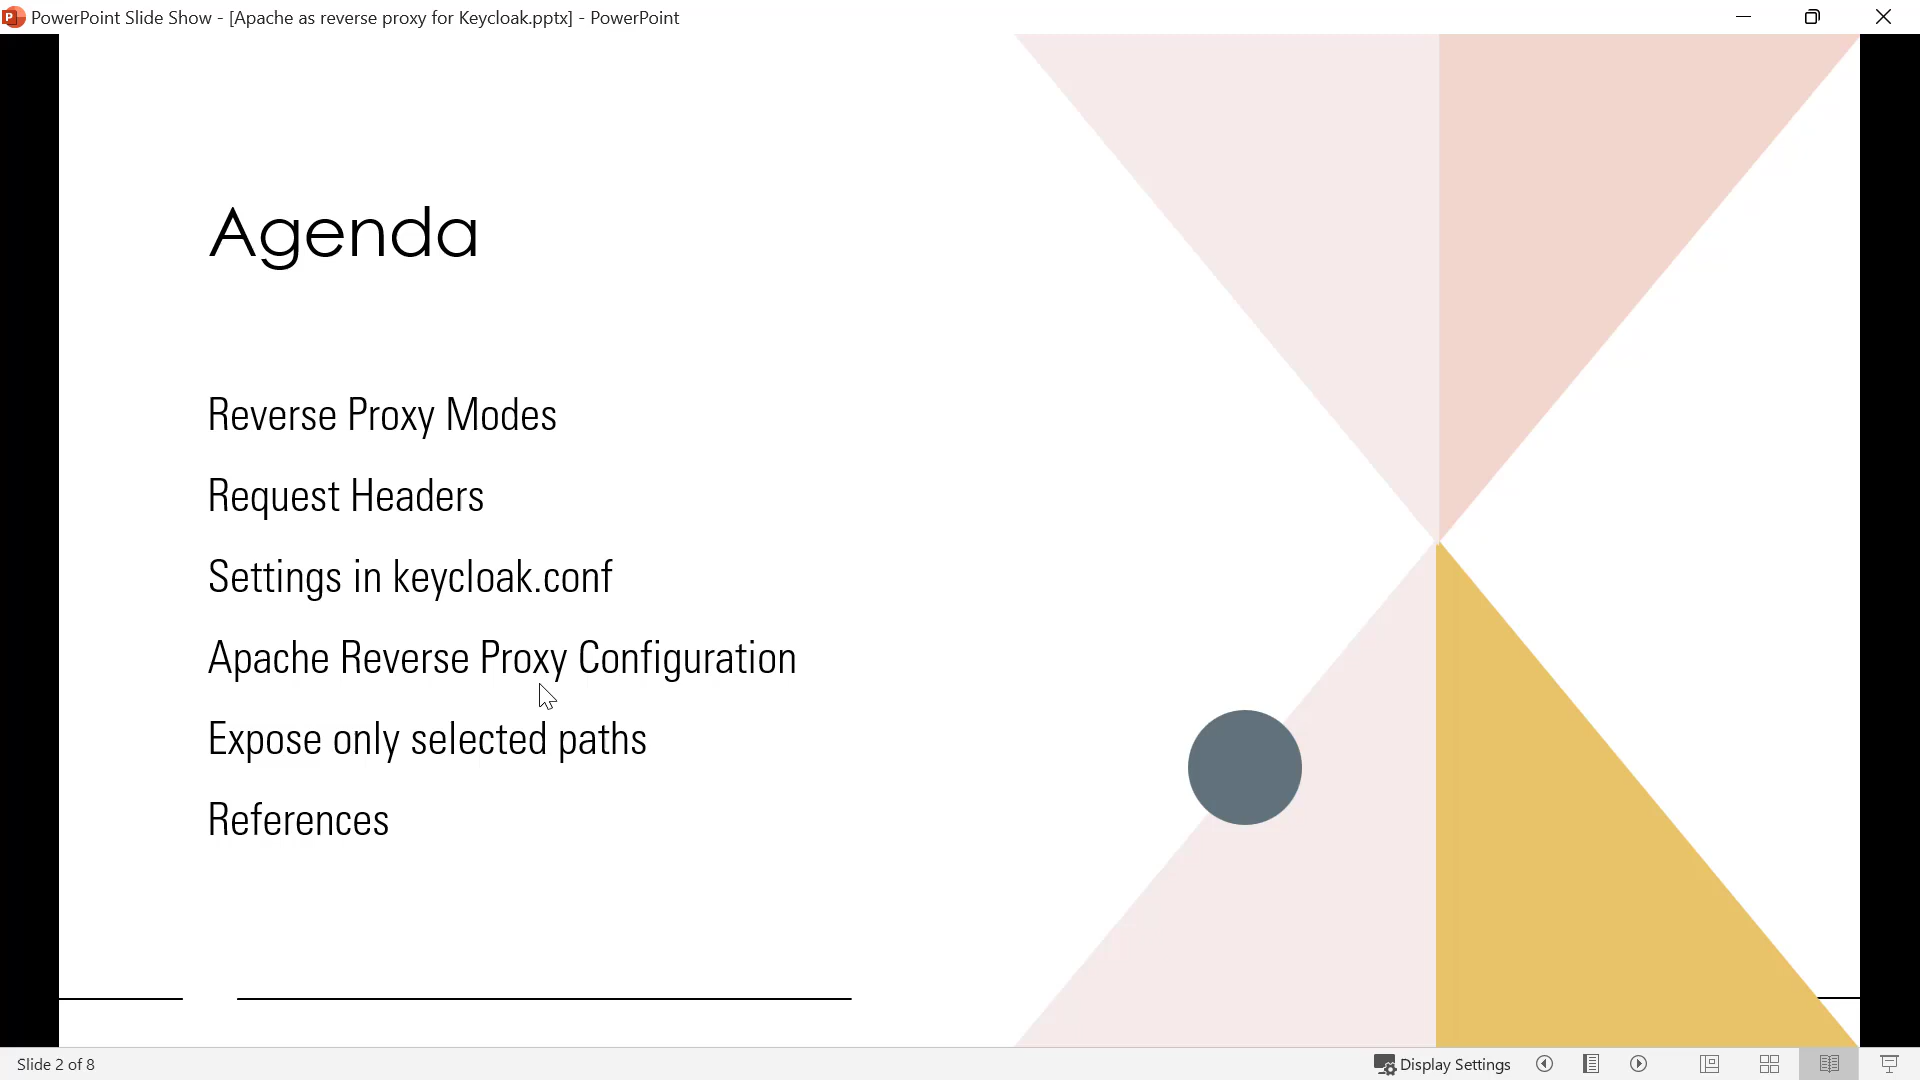 PowerPoint Slide Show - [Apache as reverse proxy for Keycloak.pptx] - PowerPoint
Agenda
Reverse Proxy Modes
Request Headers
Settings in keycloak.conf
Apache Reverse Proxy Configuration
Expose only selected paths
References
Slide 2 of 8
Display Settings